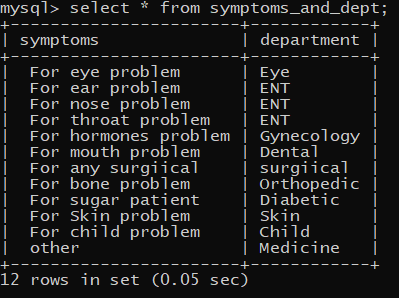 mysql> select * from symptoms_and_dept;
+----------------------+------------+
| symptoms             | department |
+----------------------+------------+
|  For eye problem     | Eye        |
|  For ear problem     | ENT        |
|  For nose problem    | ENT        |
|  For throat problem  | ENT        |
|  For hormones problem | Gynecology |
|  For mouth problem   | Dental     |
|  For any surgiical   | surgiical  |
|  For bone problem    | Orthopedic |
|  For sugar patient   | Diabetic   |
|  For Skin problem    | Skin       |
|  For child problem   | Child      |
|  other               | Medicine   |
+----------------------+------------+
12 rows in set (0.05 sec)